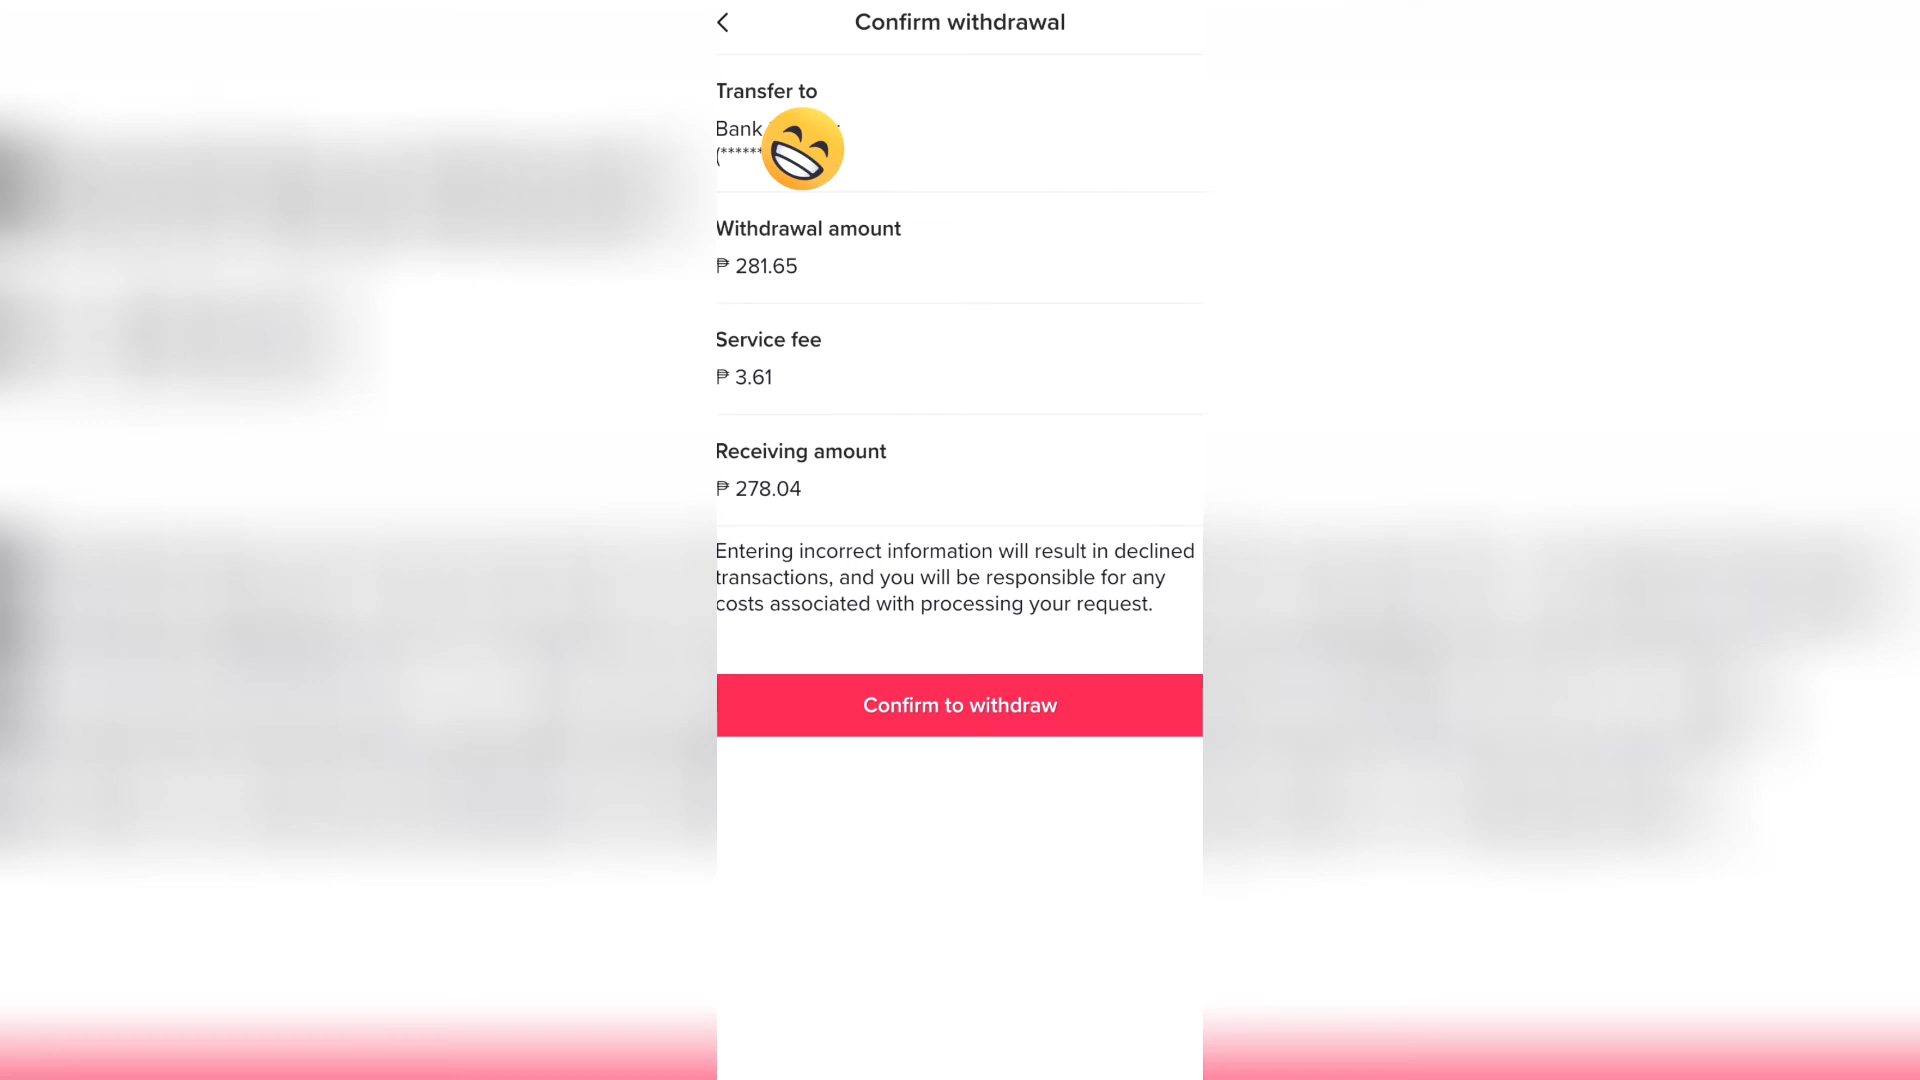 Confirm withdrawal
Transfer to
Bank
(******
Withdrawal amount
₱ 281.65
Service fee
₱ 3.61
Receiving amount
₱ 278.04
Entering incorrect information will result in declined
transactions, and you will be responsible for any
costs associated with processing your request.
Confirm to withdraw